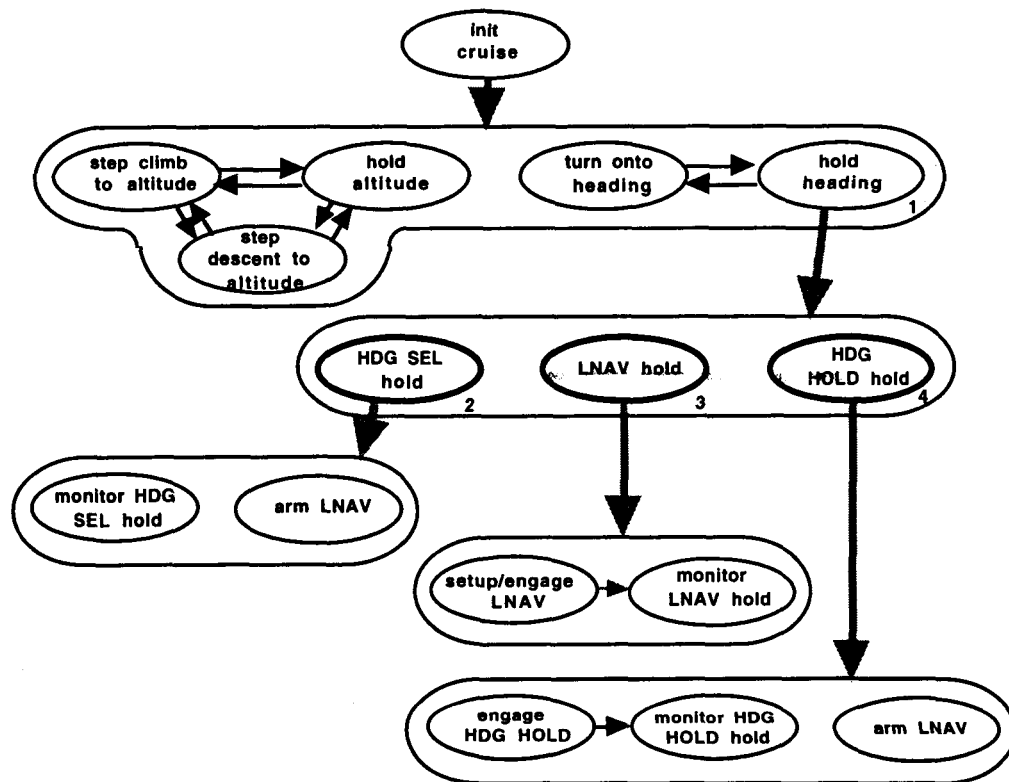 init
cruise
step climb
to altitude
hold
altitude
turn onto
heading
hold
heading
1
step
descent to
altitude
HDG SEL
hold
2
LNAV hold
3
HDG
HOLD hold
4
monitor HDG
SEL hold
arm LNAV
setup/engage
LNAV
monitor
LNAV hold
engage
HDG HOLD
monitor HDG
HOLD hold
arm LNAV